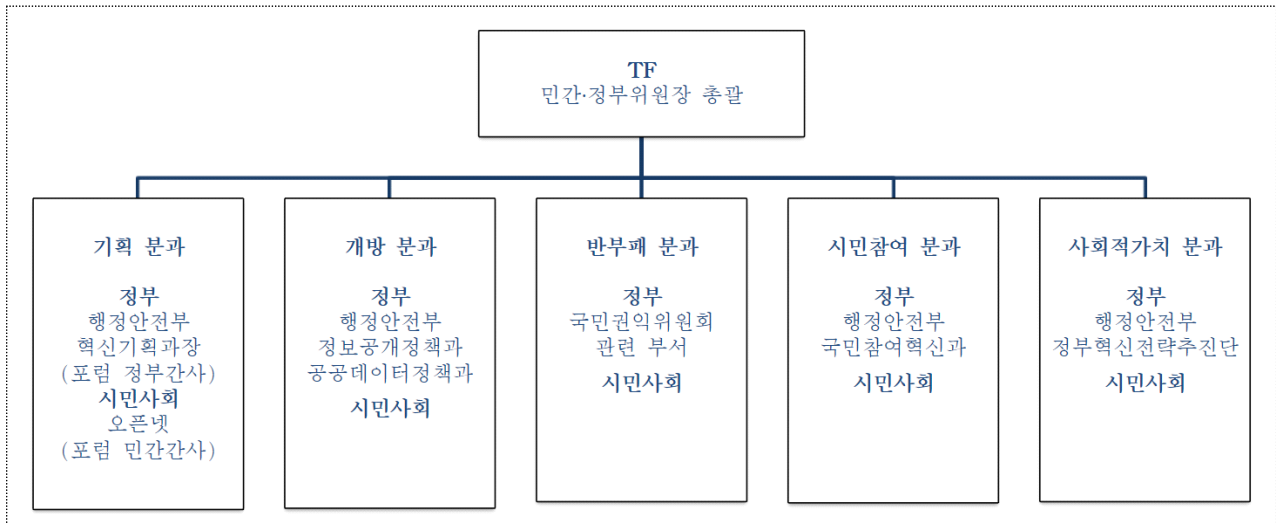 TF
민간·정부위원장 총괄
기획 분과
정부
행정안전부
혁신기획과장
(포럼 정부간사)
시민사회
오픈넷
(포럼 민간간사)
개방 분과
정부
행정안전부
정보공개정책과
공공데이터정책과
시민사회
반부패 분과
정부
국민권익위원회
관련 부서
시민사회
시민참여 분과
정부
행정안전부
국민참여혁신과
시민사회
사회적가치 분과
정부
행정안전부
정부혁신전략추진단
시민사회